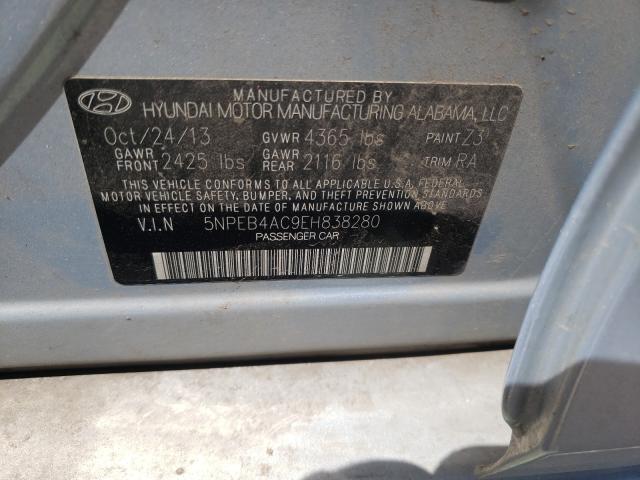 MANUFACTURED BY
HYUNDAI MOTOR MANUFACTURING ALABAMA, LLC
Oct/24/13 GVWR 4365 lbs PAINT Z3
GAWR FRONT 2425 lbs GAWR REAR 2116 lbs TRIM RA
THIS VEHICLE CONFORMS TO ALL APPLICABLE U.S.A. FEDERAL
MOTOR VEHICLE SAFETY, BUMPER, AND THEFT PREVENTION STANDARDS
IN EFFECT ON THE DATE OF MANUFACTURE SHOWN ABOVE.
V.I.N 5NPEB4AC9EH838280
PASSENGER CAR